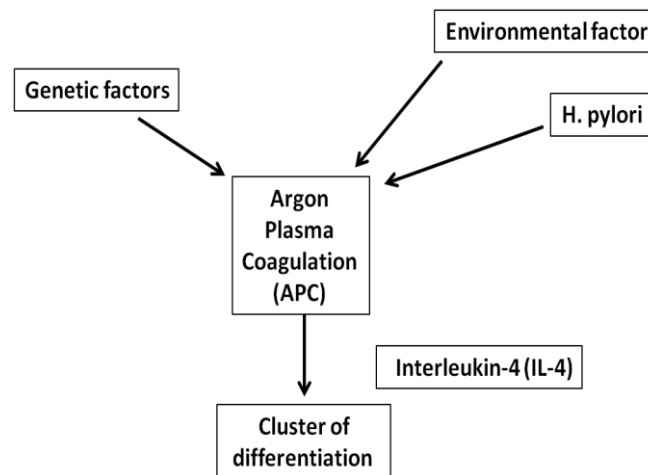 Environmental factor
Genetic factors
H. pylori
Argon
Plasma
Coagulation
(APC)
Interleukin-4 (IL-4)
Cluster of
differentiation